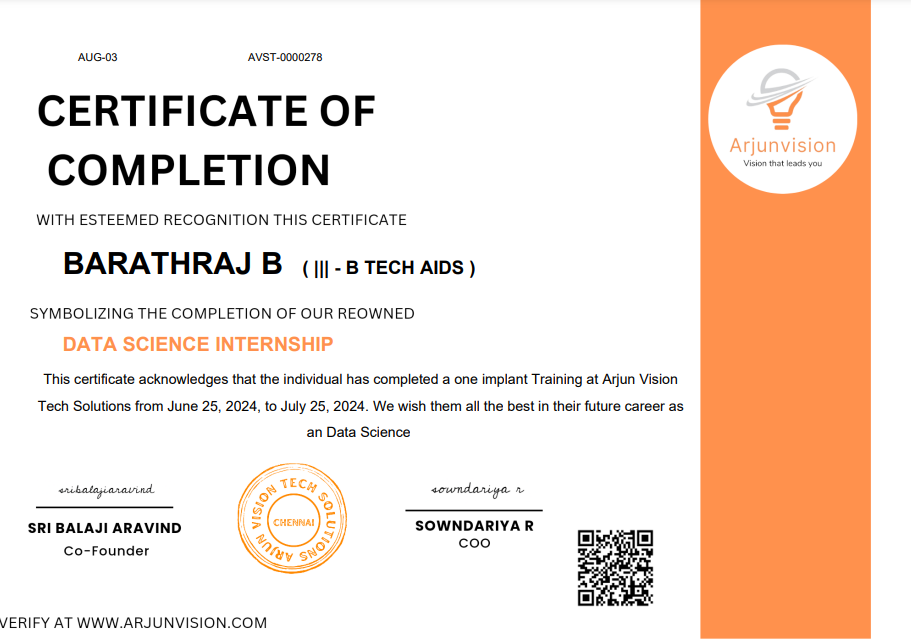 AUG-03 AVST-0000278
CERTIFICATE OF
COMPLETION
WITH ESTEEMED RECOGNITION THIS CERTIFICATE
BARATHRAJ B ( ||| - B TECH AIDS )
SYMBOLIZING THE COMPLETION OF OUR REOWNED
DATA SCIENCE INTERNSHIP
This certificate acknowledges that the individual has completed a one implant Training at Arjun Vision
Tech Solutions from June 25, 2024, to July 25, 2024. We wish them all the best in their future career as
an Data Science
sribalajiaravind
SRI BALAJI ARAVIND
Co-Founder
ARJUN VISION TECH SOLUTIONS
CHENNAI
sowndariya r
SOWNDARIYA R
COO
VERIFY AT WWW.ARJUNVISION.COM
Arjunvision
Vision that leads you